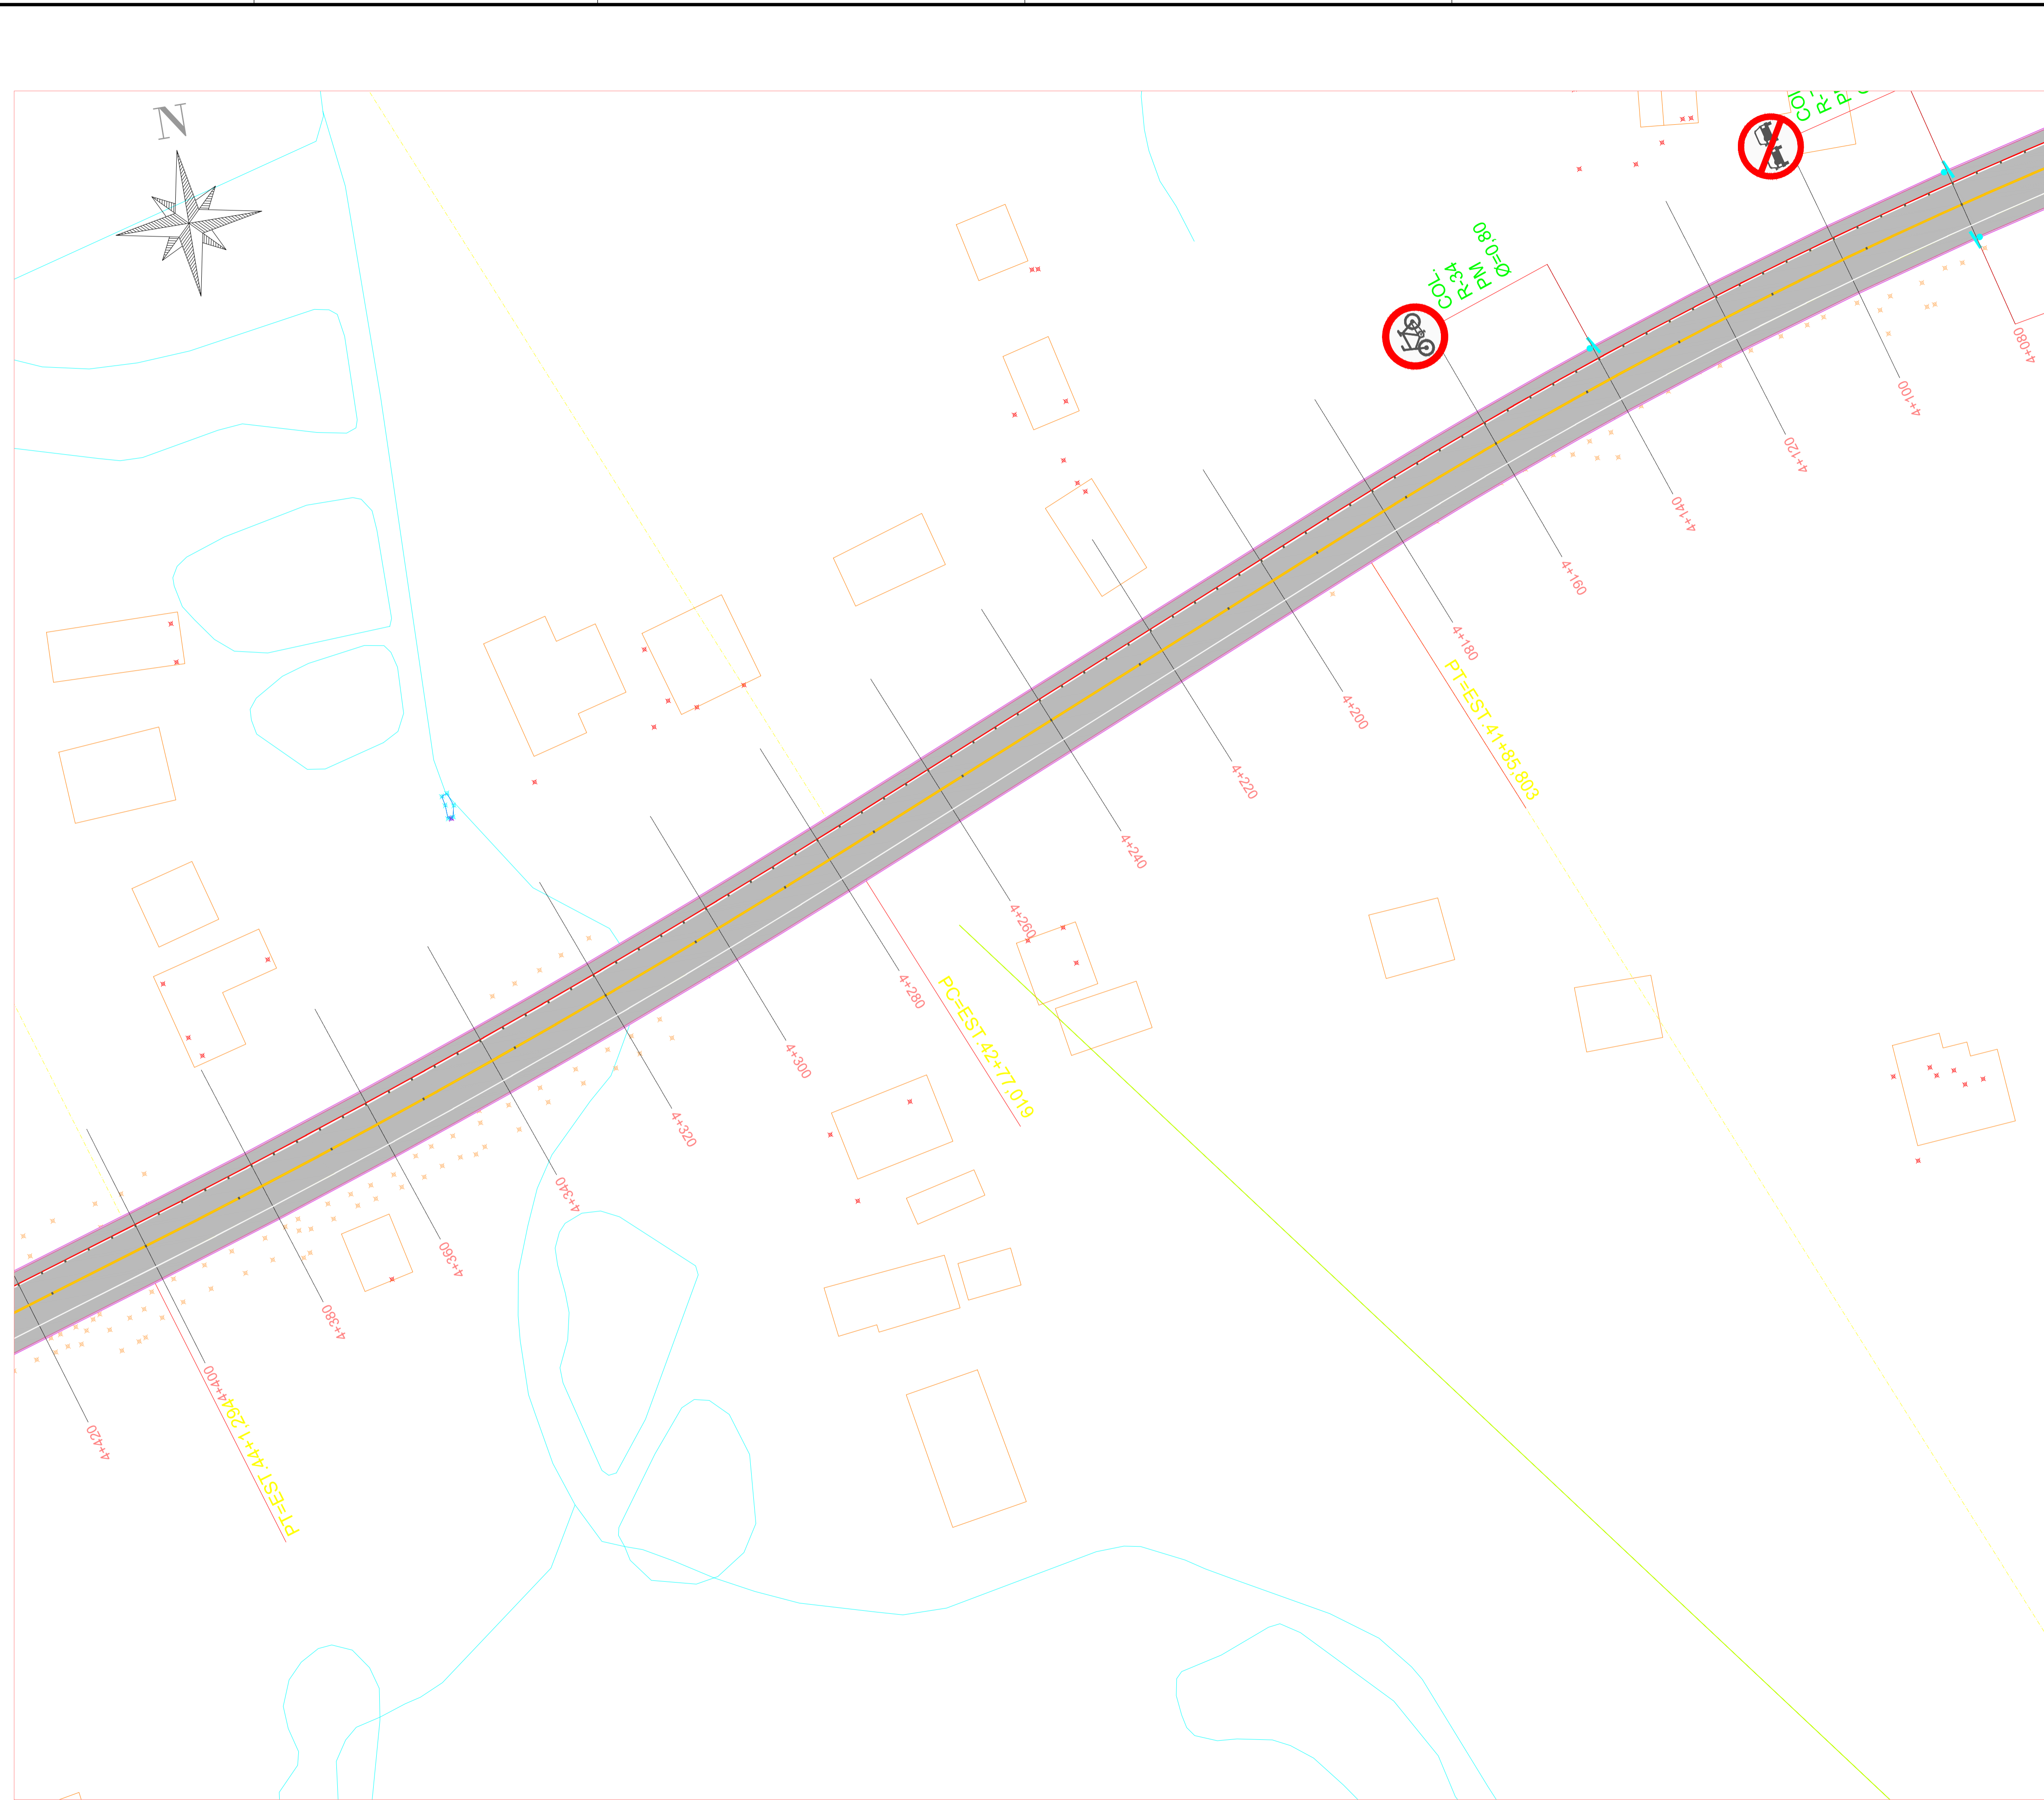 N
COL.
R-34
PM
Ø=0,80
4+080
4+100
4+120
4+140
4+160
4+180
PT=EST.41+85,803
4+200
4+220
4+240
4+260
4+280
PC=EST.42+77,019
4+300
4+320
4+340
4+360
4+380
4+400
PT=EST.44+1,294
4+420